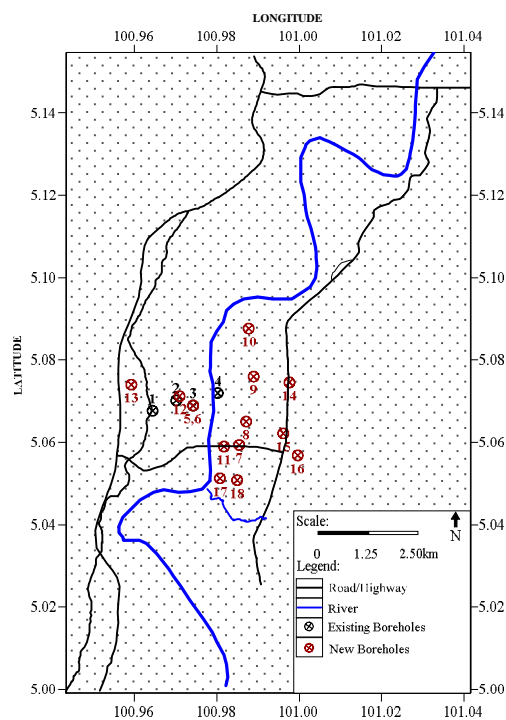 LONGITUDE
100.96 100.98 101.00 101.02 101.04
5.14 5.14
5.12 5.12
5.10 5.10
LATITUDE
10
5.08 5.08
2 3 4
1
13 12 5,6 9 14
8
5.06 5.06
11 7 15 16
17 18
5.04 5.04
Scale:
0 1.25 2.50km
N
Legend:
Road/Highway
River
Existing Boreholes
New Boreholes
5.02 5.02
5.00 5.00
100.96 100.98 101.00 101.02 101.04